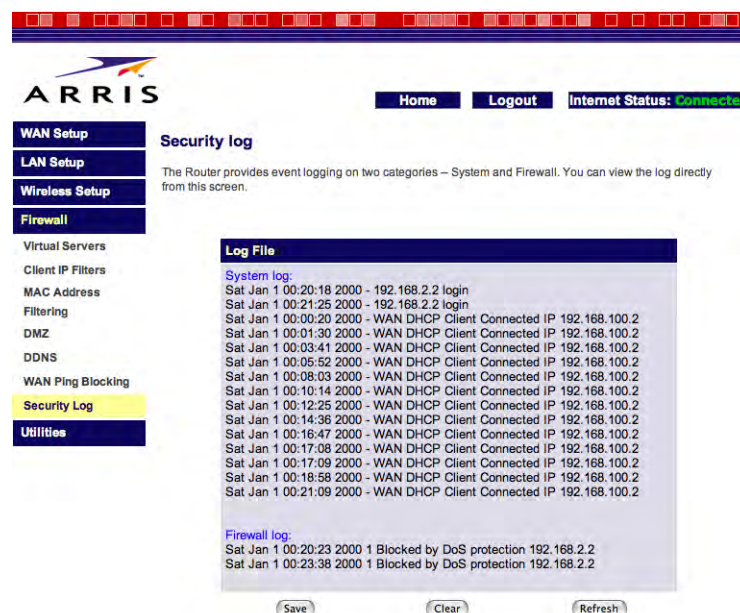 ARRIS
Home Logout Internet Status: Connecte
WAN Setup
LAN Setup
Wireless Setup
Firewall
Virtual Servers
Client IP Filters
MAC Address
Filtering
DMZ
DDNS
WAN Ping Blocking
Security Log
Utilities
Security log
The Router provides event logging on two categories – System and Firewall. You can view the log directly
from this screen.
Log File
System log:
Sat Jan 1 00:20:18 2000 - 192.168.2.2 login
Sat Jan 1 00:21:25 2000 - 192.168.2.2 login
Sat Jan 1 00:00:20 2000 - WAN DHCP Client Connected IP 192.168.100.2
Sat Jan 1 00:01:30 2000 - WAN DHCP Client Connected IP 192.168.100.2
Sat Jan 1 00:03:41 2000 - WAN DHCP Client Connected IP 192.168.100.2
Sat Jan 1 00:05:52 2000 - WAN DHCP Client Connected IP 192.168.100.2
Sat Jan 1 00:08:03 2000 - WAN DHCP Client Connected IP 192.168.100.2
Sat Jan 1 00:10:14 2000 - WAN DHCP Client Connected IP 192.168.100.2
Sat Jan 1 00:12:25 2000 - WAN DHCP Client Connected IP 192.168.100.2
Sat Jan 1 00:14:36 2000 - WAN DHCP Client Connected IP 192.168.100.2
Sat Jan 1 00:16:47 2000 - WAN DHCP Client Connected IP 192.168.100.2
Sat Jan 1 00:17:08 2000 - WAN DHCP Client Connected IP 192.168.100.2
Sat Jan 1 00:17:09 2000 - WAN DHCP Client Connected IP 192.168.100.2
Sat Jan 1 00:18:58 2000 - WAN DHCP Client Connected IP 192.168.100.2
Sat Jan 1 00:21:09 2000 - WAN DHCP Client Connected IP 192.168.100.2
Firewall log:
Sat Jan 1 00:20:23 2000 1 Blocked by DoS protection 192.168.2.2
Sat Jan 1 00:23:38 2000 1 Blocked by DoS protection 192.168.2.2
Save Clear Refresh